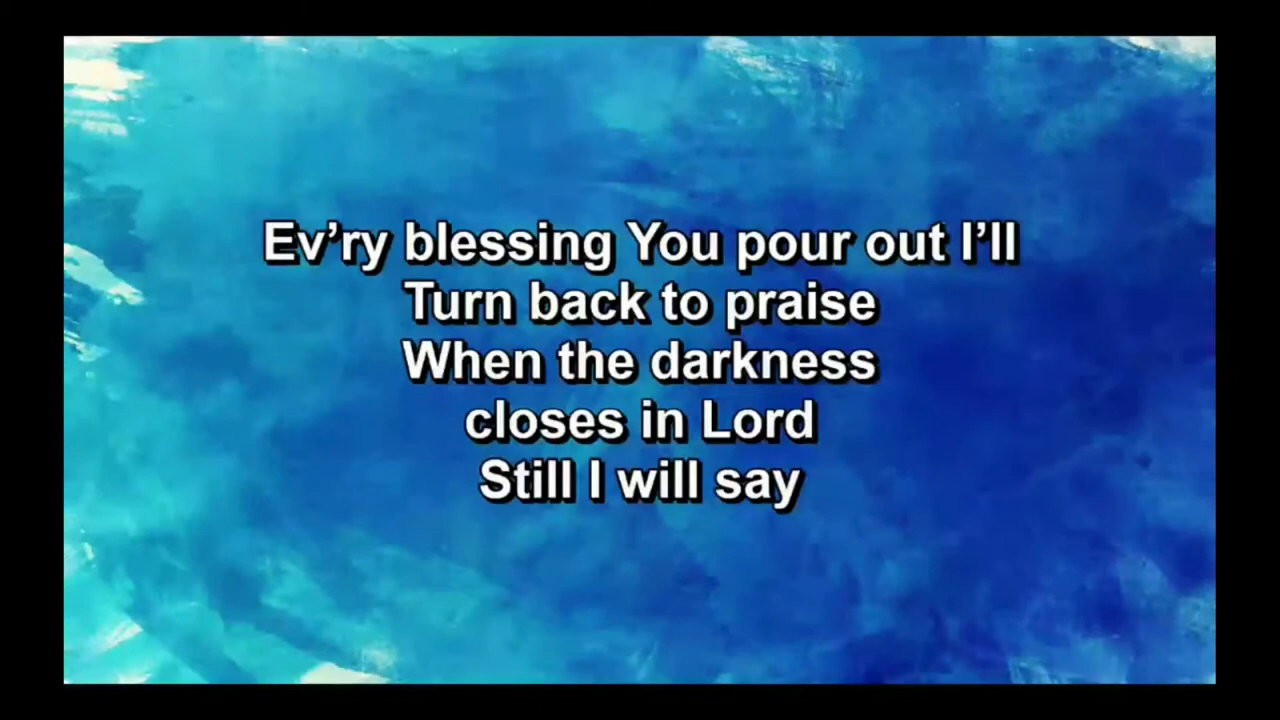 Ev’ry blessing You pour out I’ll
Turn back to praise
When the darkness
closes in Lord
Still I will say